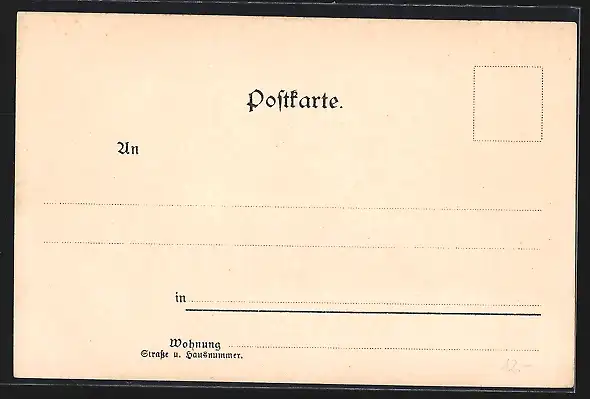 Postkarte.
An
in
Wohnung
Straße u. Hausnummer.
12.-